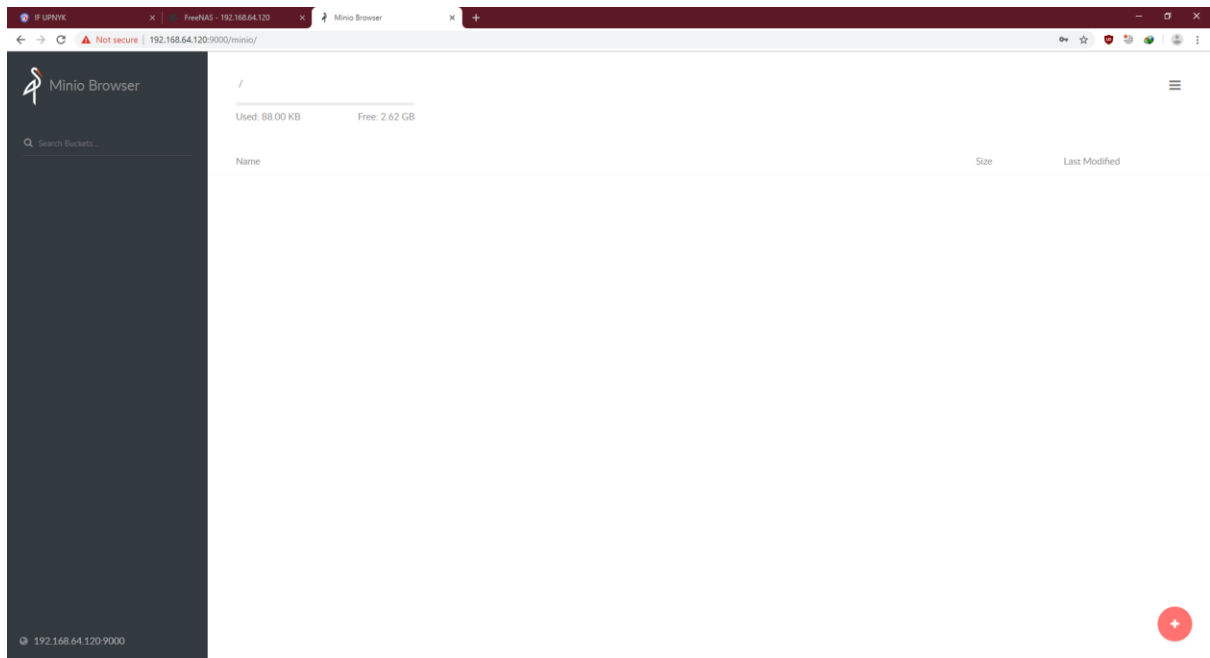 IF UPNYK
FreeNAS - 192.168.64.120
Minio Browser
Not secure | 192.168.64.120:9000/minio/
Minio Browser
/
Used: 88.00 KB Free: 2.62 GB
Search Buckets...
Name Size Last Modified
192.168.64.120:9000